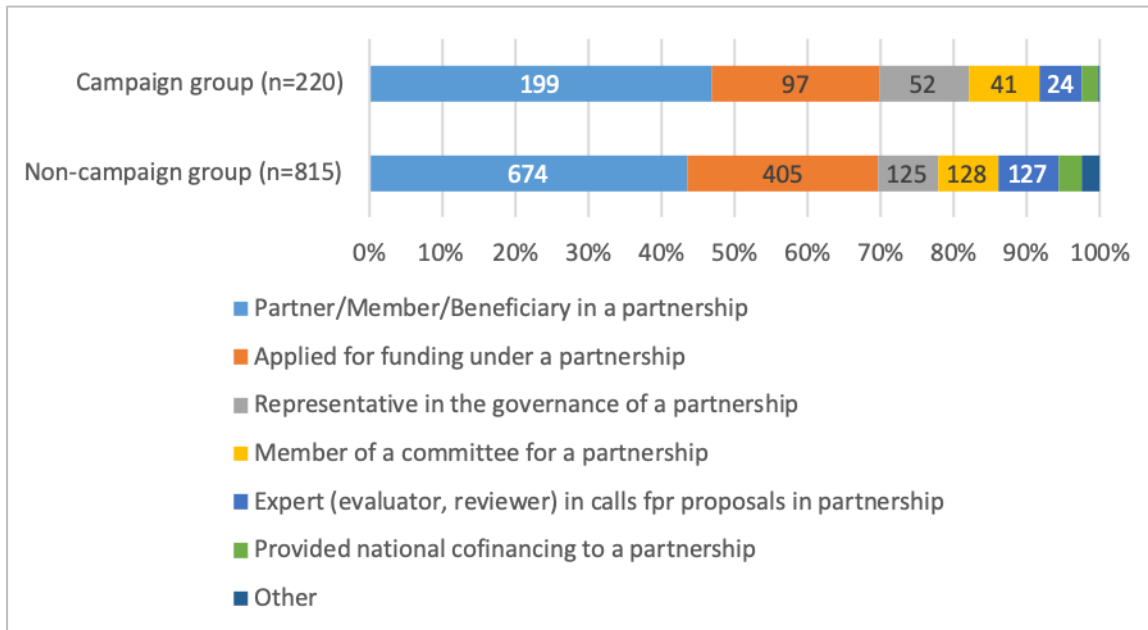 Campaign group (n=220)
199 97 52 41 24
Non-campaign group (n=815)
674 405 125 128 127
0% 10% 20% 30% 40% 50% 60% 70% 80% 90% 100%
Partner/Member/Beneficiary in a partnership
Applied for funding under a partnership
Representative in the governance of a partnership
Member of a committee for a partnership
Expert (evaluator, reviewer) in calls fpr proposals in partnership
Provided national cofinancing to a partnership
Other